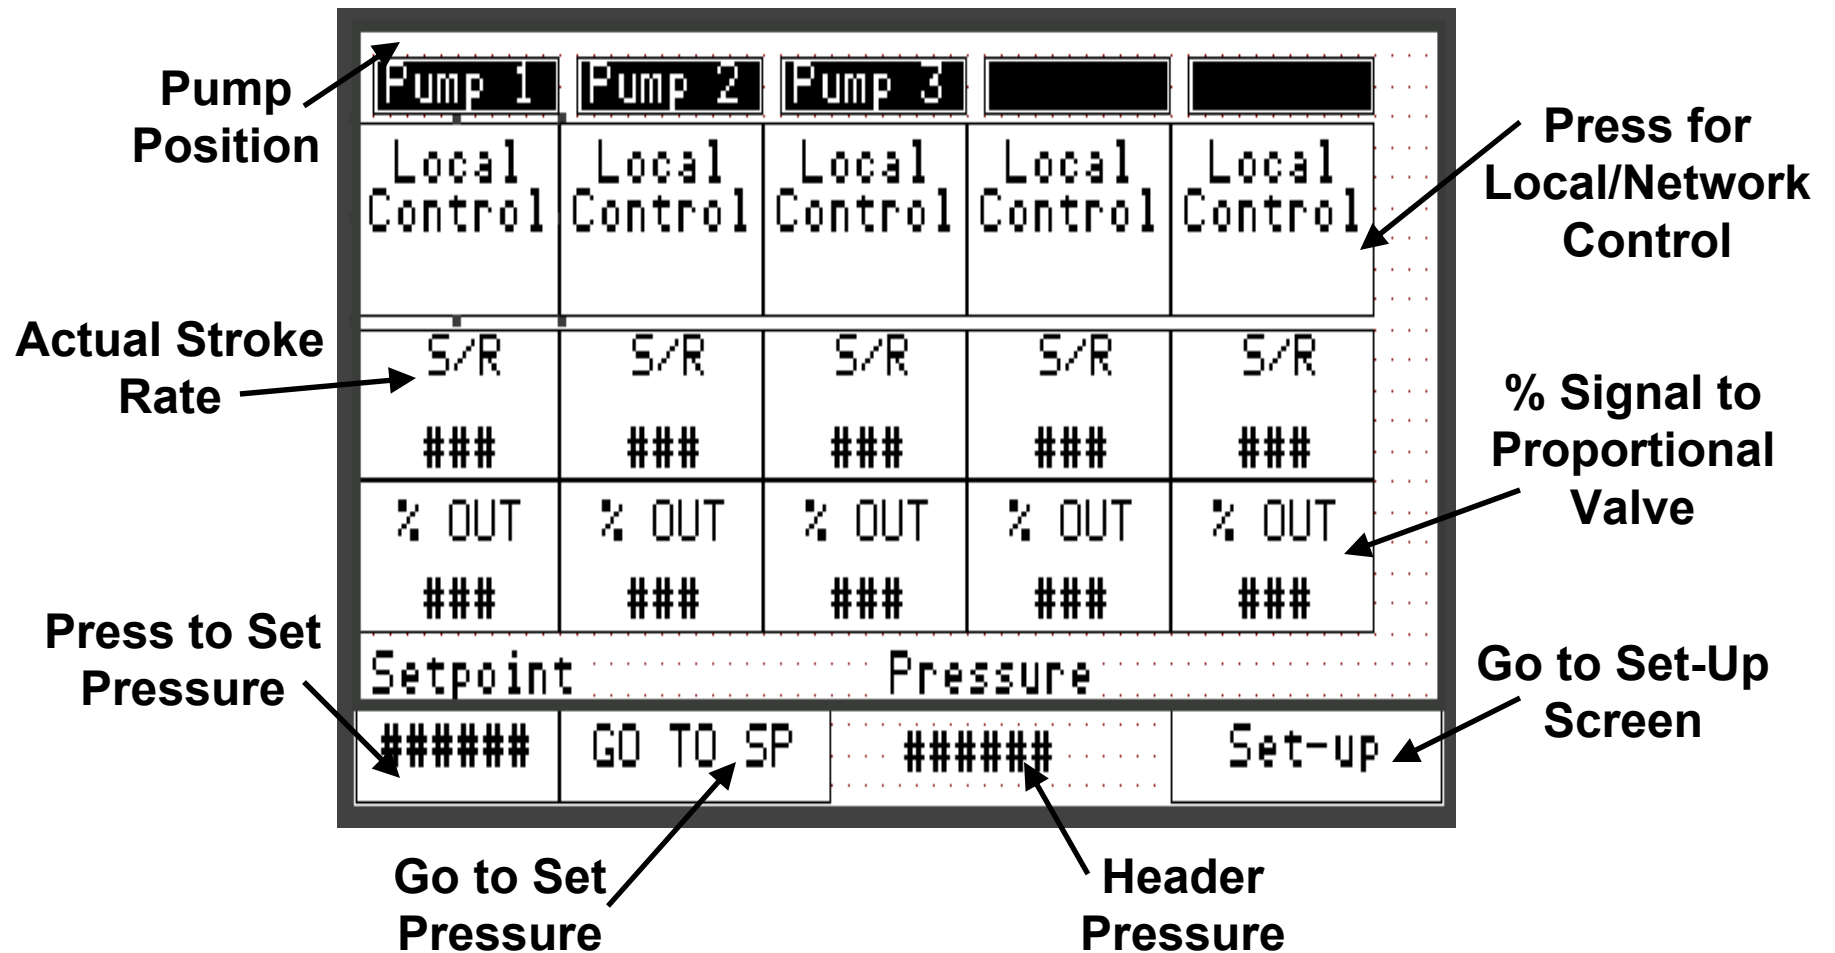 Pump
Position
Pump 1 Pump 2 Pump 3
Local Local Local Local Local
Control Control Control Control Control
Press for
Local/Network
Control
Actual Stroke
Rate
S/R S/R S/R S/R S/R
### ### ### ### ###
% Signal to
Proportional
Valve
% OUT % OUT % OUT % OUT % OUT
### ### ### ### ###
Press to Set
Pressure
Setpoint Pressure
Go to Set-Up
Screen
###### GO TO SP ###### Set-up
Go to Set
Pressure
Header
Pressure